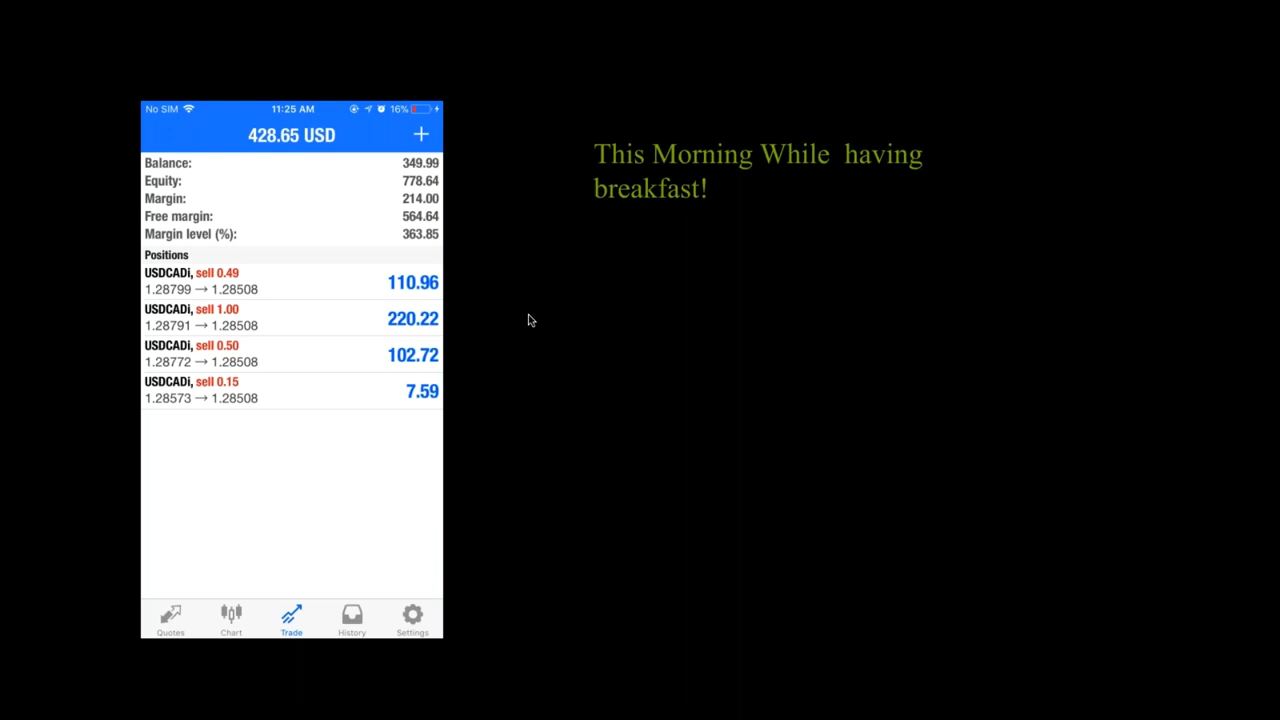 No SIM 11:25 AM 16%
428.65 USD +
Balance: 349.99
Equity: 778.64
Margin: 214.00
Free margin: 564.64
Margin level (%): 363.85
Positions
USDCADi, sell 0.49
1.28799 → 1.28508 110.96
USDCADi, sell 1.00
1.28791 → 1.28508 220.22
USDCADi, sell 0.50
1.28772 → 1.28508 102.72
USDCADi, sell 0.15
1.28573 → 1.28508 7.59
Quotes Chart Trade History Settings
This Morning While having
breakfast!